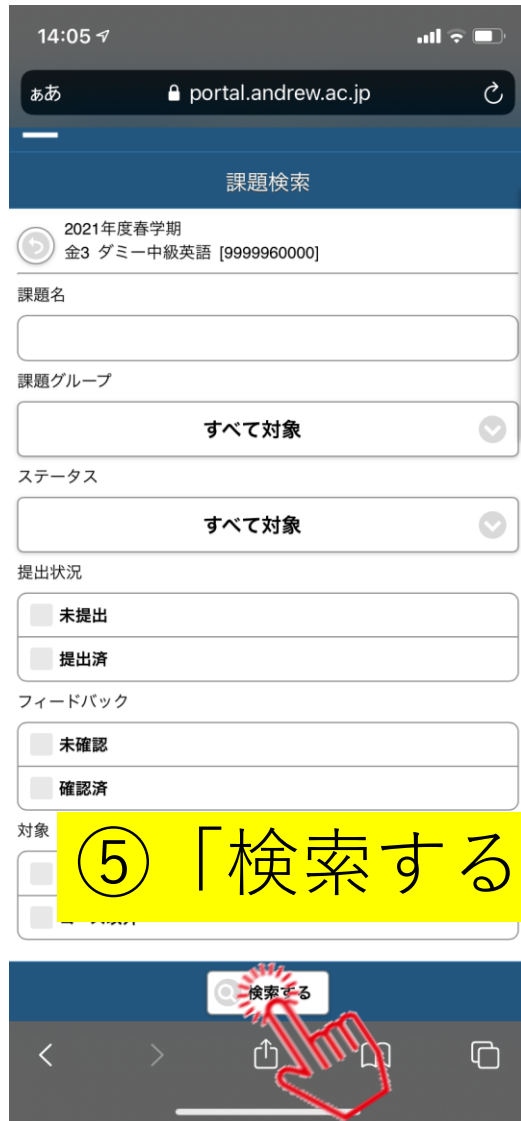 14:05
ぁあ
portal.andrew.ac.jp
課題検索
2021年度春学期
金3 ダミー中級英語 [9999960000]
課題名
課題グループ
すべて対象
ステータス
すべて対象
提出状況
未提出
提出済
フィードバック
未確認
確認済
対象
⑤「検索する
検索する